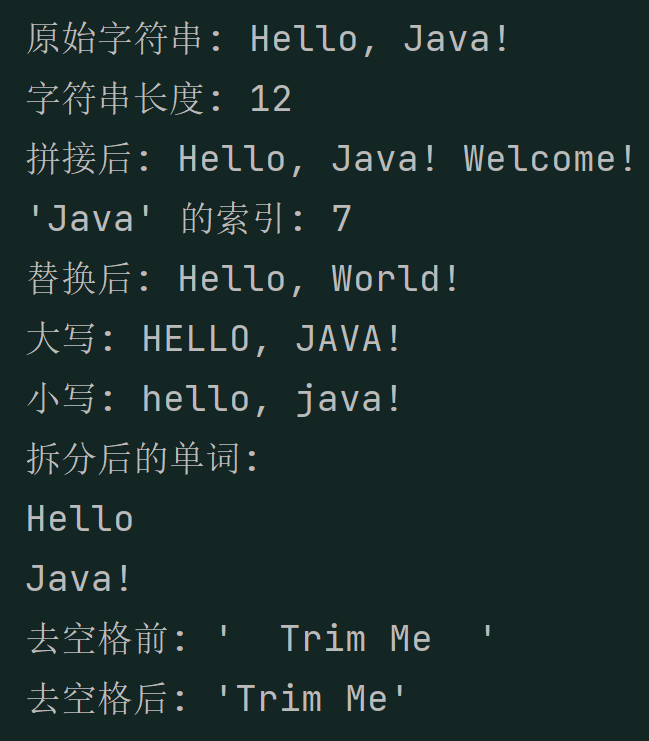 原始字符串: Hello, Java!
字符串长度: 12
拼接后: Hello, Java! Welcome!
'Java' 的索引: 7
替换后: Hello, World!
大写: HELLO, JAVA!
小写: hello, java!
拆分后的单词:
Hello
Java!
去空格前: '  Trim Me  '
去空格后: 'Trim Me'